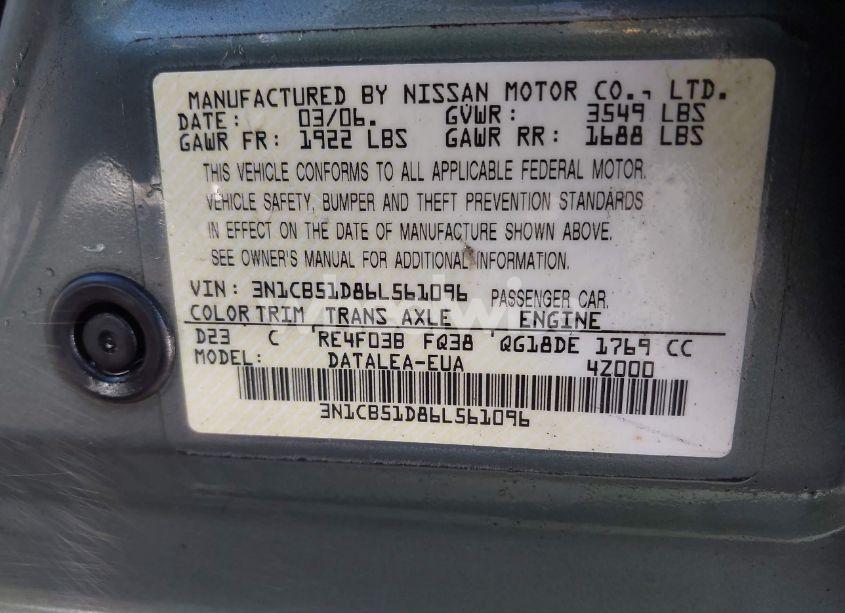 MANUFACTURED BY NISSAN MOTOR CO., LTD.
DATE: 03/06. GVWR: 3549 LBS
GAWR FR: 1922 LBS GAWR RR: 1688 LBS
THIS VEHICLE CONFORMS TO ALL APPLICABLE FEDERAL MOTOR
VEHICLE SAFETY, BUMPER AND THEFT PREVENTION STANDARDS
IN EFFECT ON THE DATE OF MANUFACTURE SHOWN ABOVE.
SEE OWNER'S MANUAL FOR ADDITIONAL INFORMATION.
VIN: 3N1CB51D86L561096 PASSENGER CAR
COLOR TRIM TRANS AXLE ENGINE
D23 C RE4F03B FQ38 QG18DE 1769 CC
MODEL: DATALEA-EUA 4Z000
3N1CB51D86L561096